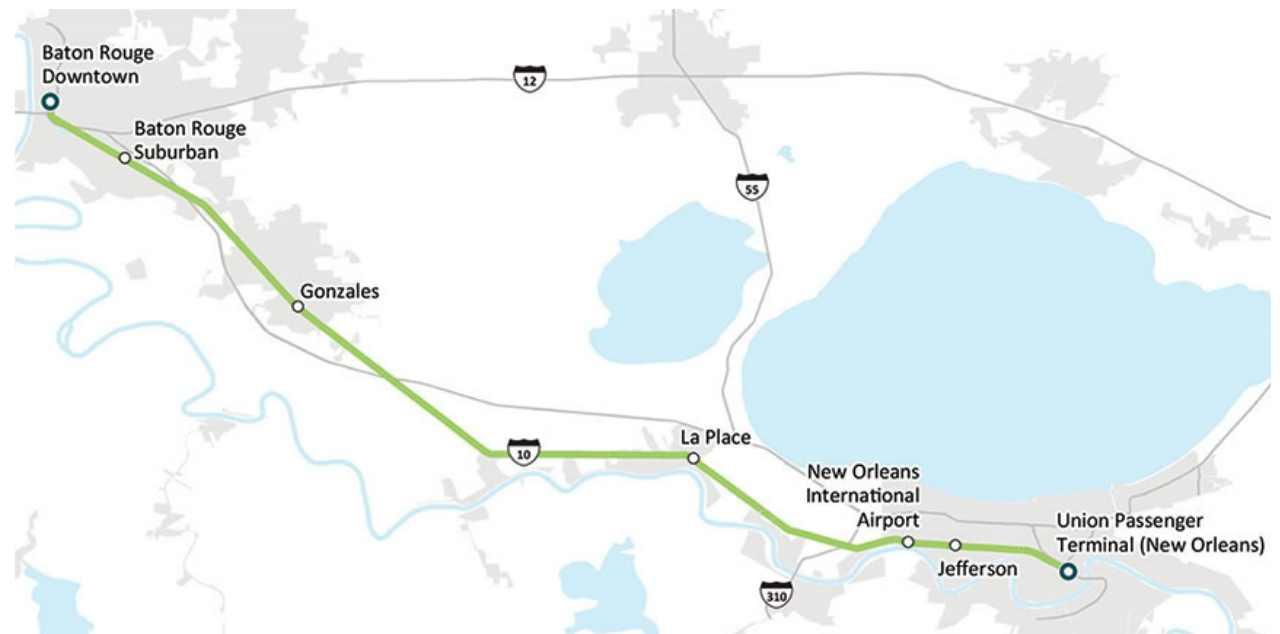 Baton Rouge
Downtown
12
Baton Rouge
Suburban
55
Gonzales
La Place
10
New Orleans
International
Airport
Union Passenger
Terminal (New Orleans)
Jefferson
310